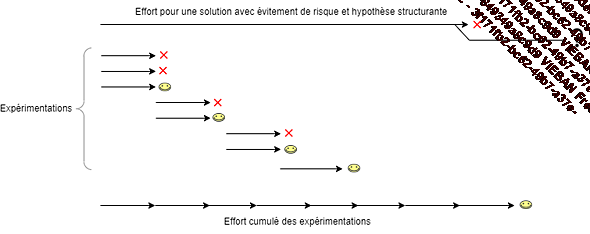 Effort pour une solution avec évitement de risque et hypothèse structurante
Expérimentations
Effort cumulé des expérimentations